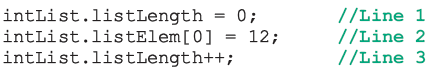 intList.listLength = 0; //Line 1
intList.listElem[0] = 12; //Line 2
intList.listLength++; //Line 3